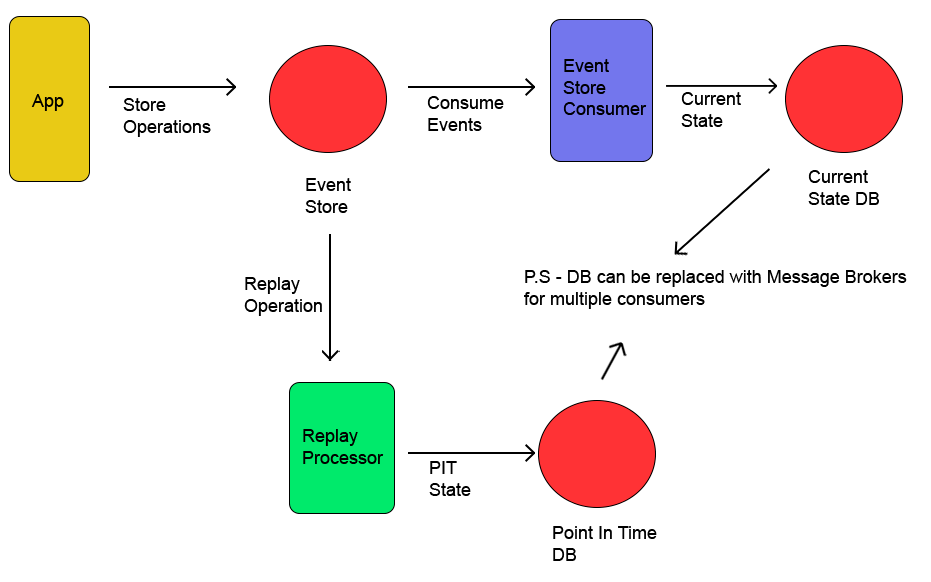 App
Store
Operations
Event
Store
Consume
Events
Event
Store
Consumer
Current
State
Current
State DB
Replay
Operation
P.S - DB can be replaced with Message Brokers
for multiple consumers
Replay
Processor
PIT
State
Point In Time
DB